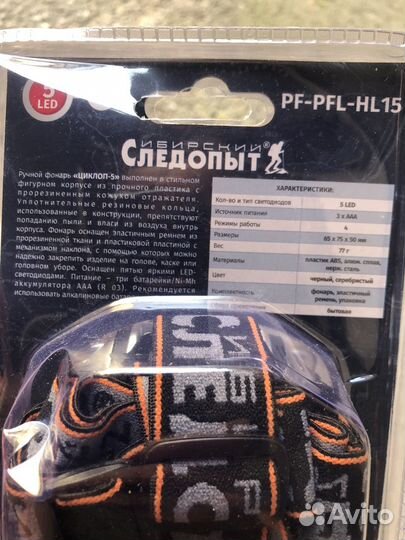 5
LED
PF-PFL-HL15
СИБИРСКИЙ
СЛЕДОПЫТ
Ручной фонарь «ЦИКЛОП-5» выполнен в стильном
фигурном корпусе из прочного пластика с
прорезиненным кожухом отражателя.
Уплотнительные резиновые кольца,
использованные в конструкции, препятствуют
попаданию пыли и влаги из воздуха внутрь
корпуса. Фонарь оснащен эластичным ремнем из
прорезиненной ткани и пластиковой пластиной с
механизмом наклона, с помощью которых можно
надежно закрепить изделие на голове, каске или
головном уборе. Оснащен пятью яркими LED-
светодиодами. Питание - три батарейки/Ni-Mh
аккумулятора ААА (R 03). Рекомендуется
использовать алкалиновые
ХАРАКТЕРИСТИКИ:
Кол-во и тип светодиодов 5 LED
Источник питания 3 x AAA
Режимы работы 4
Размеры 65 x 75 x 50 мм
Вес 77 г
Материалы пластик ABS, алюм. сплав,
нерж. сталь
Цвет черный, серебристый
Комплектность фонарь, эластичный
ремень, упаковка
бытовая
Avito